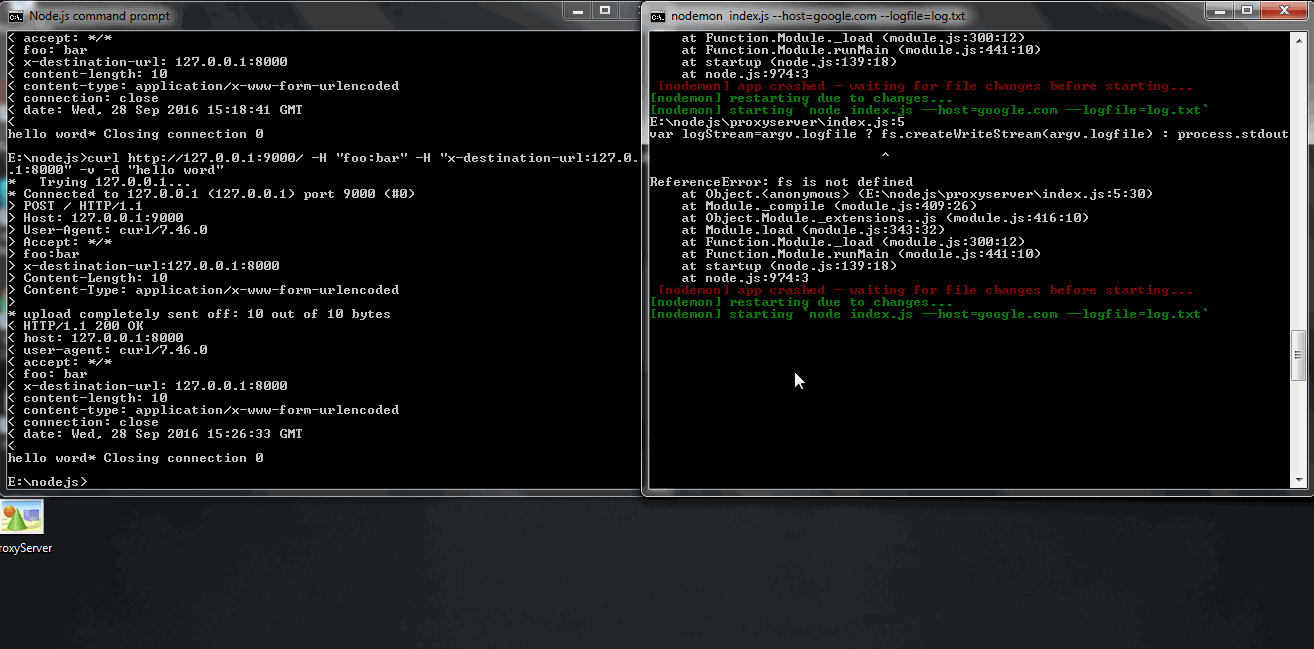 Node.js command prompt
< accept: */*
< foo: bar
< x-destination-url: 127.0.0.1:8000
< content-length: 10
< content-type: application/x-www-form-urlencoded
< connection: close
< date: Wed, 28 Sep 2016 15:18:41 GMT
<
hello word* Closing connection 0
E:\nodejs>curl http://127.0.0.1:9000/ -H "foo:bar" -H "x-destination-url:127.0.0
.1:8000" -v -d "hello word"
*   Trying 127.0.0.1...
* Connected to 127.0.0.1 (127.0.0.1) port 9000 (#0)
> POST / HTTP/1.1
> Host: 127.0.0.1:9000
> User-Agent: curl/7.46.0
> Accept: */*
> foo:bar
> x-destination-url:127.0.0.1:8000
> Content-Length: 10
> Content-Type: application/x-www-form-urlencoded
>
* upload completely sent off: 10 out of 10 bytes
< HTTP/1.1 200 OK
< host: 127.0.0.1:8000
< user-agent: curl/7.46.0
< accept: */*
< foo: bar
< x-destination-url: 127.0.0.1:8000
< content-length: 10
< content-type: application/x-www-form-urlencoded
< connection: close
< date: Wed, 28 Sep 2016 15:26:33 GMT
<
hello word* Closing connection 0
E:\nodejs>
nodemon  index.js --host=google.com --logfile=log.txt
at Function.Module._load (module.js:300:12)
at Function.Module.runMain (module.js:441:10)
at startup (node.js:139:18)
at node.js:974:3
[nodemon] app crashed - waiting for file changes before starting...
[nodemon] restarting due to changes...
[nodemon] starting `node index.js --host=google.com --logfile=log.txt`
E:\nodejs\proxyserver\index.js:5
var logStream=argv.logfile ? fs.createWriteStream(argv.logfile) : process.stdout
^
ReferenceError: fs is not defined
at Object.<anonymous> (E:\nodejs\proxyserver\index.js:5:30)
at Module._compile (module.js:409:26)
at Object.Module._extensions..js (module.js:416:10)
at Module.load (module.js:343:32)
at Function.Module._load (module.js:300:12)
at Function.Module.runMain (module.js:441:10)
at startup (node.js:139:18)
at node.js:974:3
[nodemon] app crashed - waiting for file changes before starting...
[nodemon] restarting due to changes...
[nodemon] starting `node index.js --host=google.com --logfile=log.txt`
roxyServer